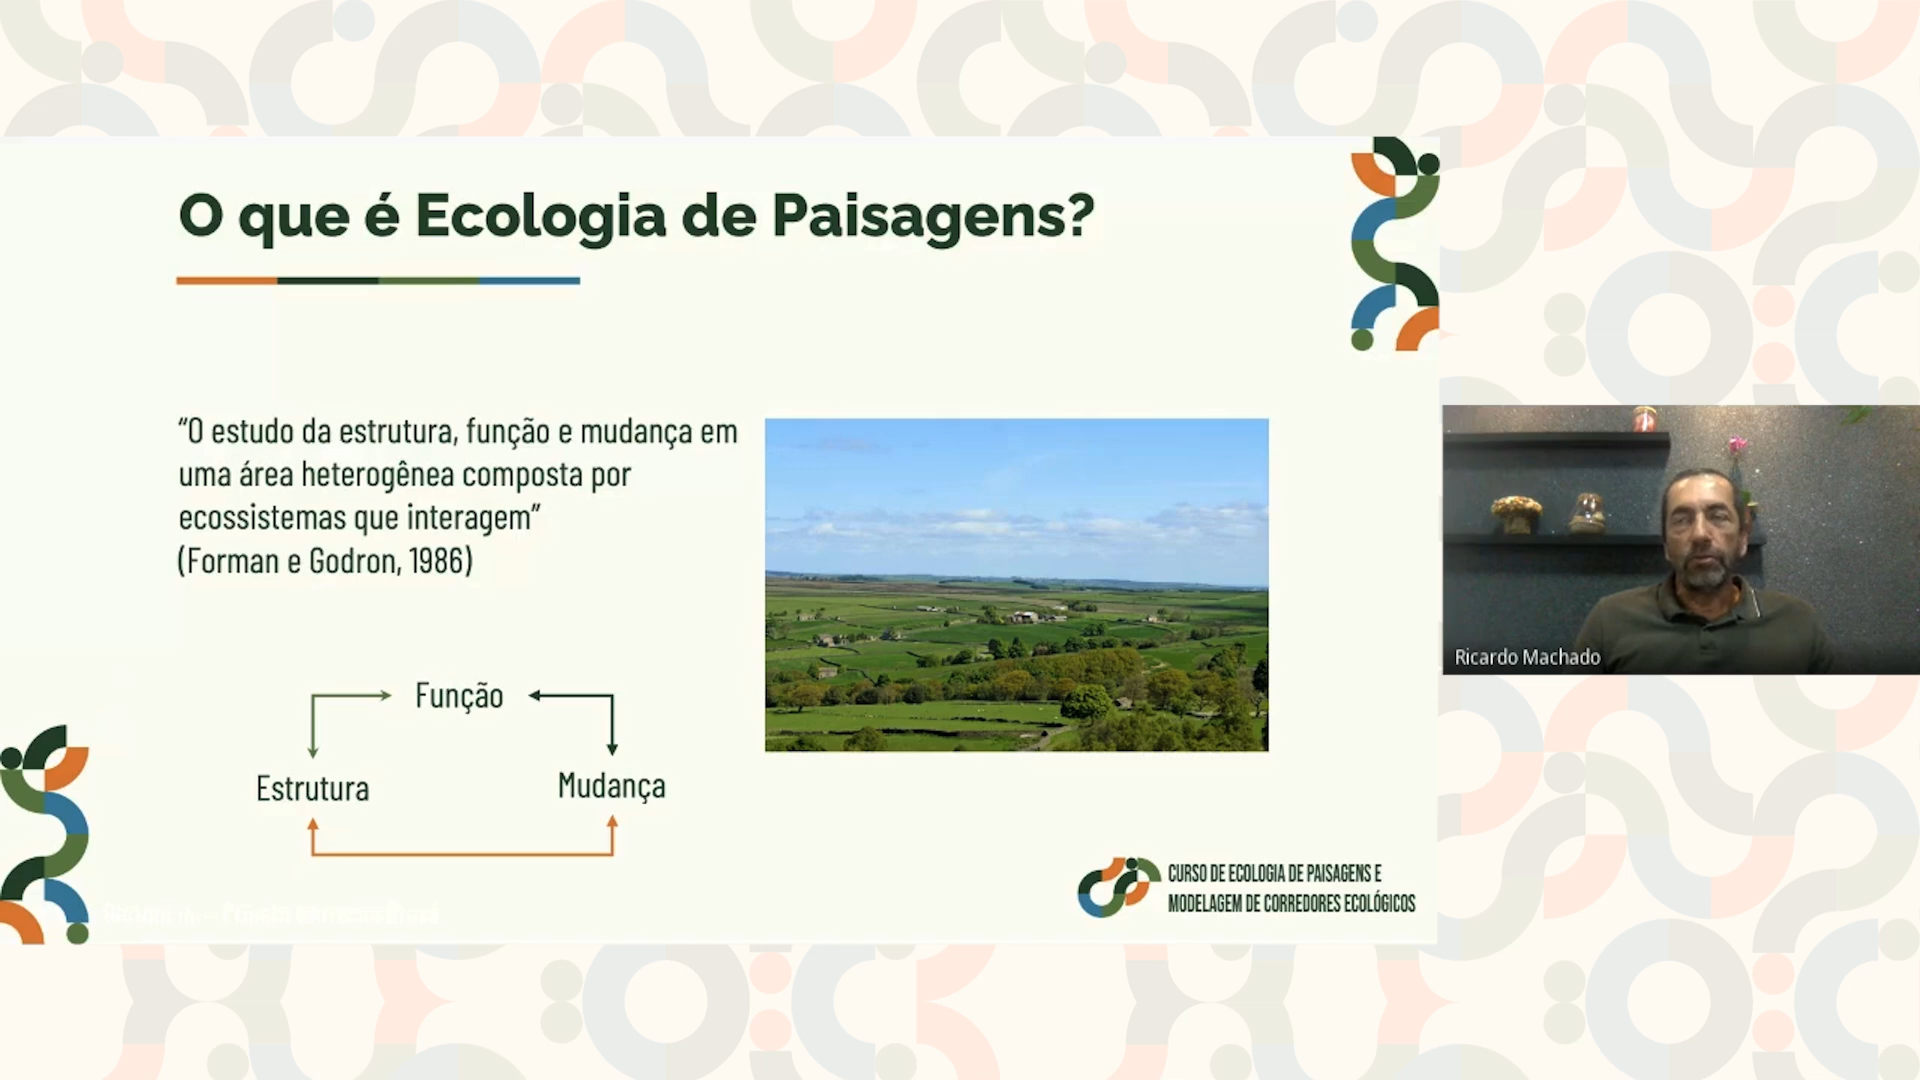 O que é Ecologia de Paisagens?
“O estudo da estrutura, função e mudança em
uma área heterogênea composta por
ecossistemas que interagem”
(Forman e Godron, 1986)
Função
Estrutura
Mudança
CURSO DE ECOLOGIA DE PAISAGENS E
MODELAGEM DE CORREDORES ECOLÓGICOS
Ricardo Machado